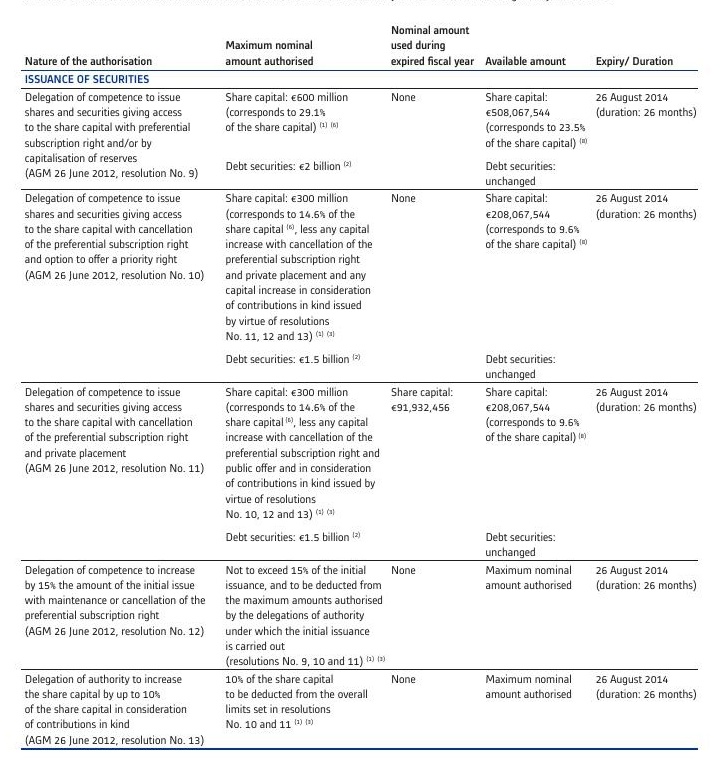 Nominal amount
Maximum nominal used during
Nature of the authorisation amount authorised expired fiscal year Available amount Expiry/ Duration
ISSUANCE OF SECURITIES
Delegation of competence to issue
shares and securities giving access
to the share capital with preferential
subscription right and/or by
capitalisation of reserves
(AGM 26 June 2012, resolution No. 9)
Share capital: €600 million
(corresponds to 29.1%
of the share capital) (1) (6)
Debt securities: €2 billion (2)
None
Share capital:
€508,067,544
(corresponds to 23.5%
of the share capital) (8)
Debt securities:
unchanged
26 August 2014
(duration: 26 months)
Delegation of competence to issue
shares and securities giving access
to the share capital with cancellation
of the preferential subscription right
and option to offer a priority right
(AGM 26 June 2012, resolution No. 10)
Share capital: €300 million
(corresponds to 14.6% of the
share capital (6), less any capital
increase with cancellation of the
preferential subscription right
and private placement and any
capital increase in consideration
of contributions in kind issued
by virtue of resolutions
No. 11, 12 and 13) (1) (3)
Debt securities: €1.5 billion (2)
None
Share capital:
€208,067,544
(corresponds to 9.6%
of the share capital) (8)
Debt securities:
unchanged
26 August 2014
(duration: 26 months)
Delegation of competence to issue
shares and securities giving access
to the share capital with cancellation
of the preferential subscription right
and private placement
(AGM 26 June 2012, resolution No. 11)
Share capital: €300 million
(corresponds to 14.6% of the
share capital (6), less any capital
increase with cancellation of the
preferential subscription right and
public offer and in consideration
of contributions in kind issued by
virtue of resolutions
No. 10, 12 and 13) (1) (3)
Debt securities: €1.5 billion (2)
Share capital:
€91,932,456
Share capital:
€208,067,544
(corresponds to 9.6%
of the share capital) (8)
Debt securities:
unchanged
26 August 2014
(duration: 26 months)
Delegation of competence to increase
by 15% the amount of the initial issue
with maintenance or cancellation of the
preferential subscription right
(AGM 26 June 2012, resolution No. 12)
Not to exceed 15% of the initial
issuance, and to be deducted from
the maximum amounts authorised
by the delegations of authority
under which the initial issuance
is carried out
(resolutions No. 9, 10 and 11) (1) (3)
None
Maximum nominal
amount authorised
26 August 2014
(duration: 26 months)
Delegation of authority to increase
the share capital by up to 10%
of the share capital in consideration
of contributions in kind
(AGM 26 June 2012, resolution No. 13)
10% of the share capital
to be deducted from the overall
limits set in resolutions
No. 10 and 11 (1) (3)
None
Maximum nominal
amount authorised
26 August 2014
(duration: 26 months)